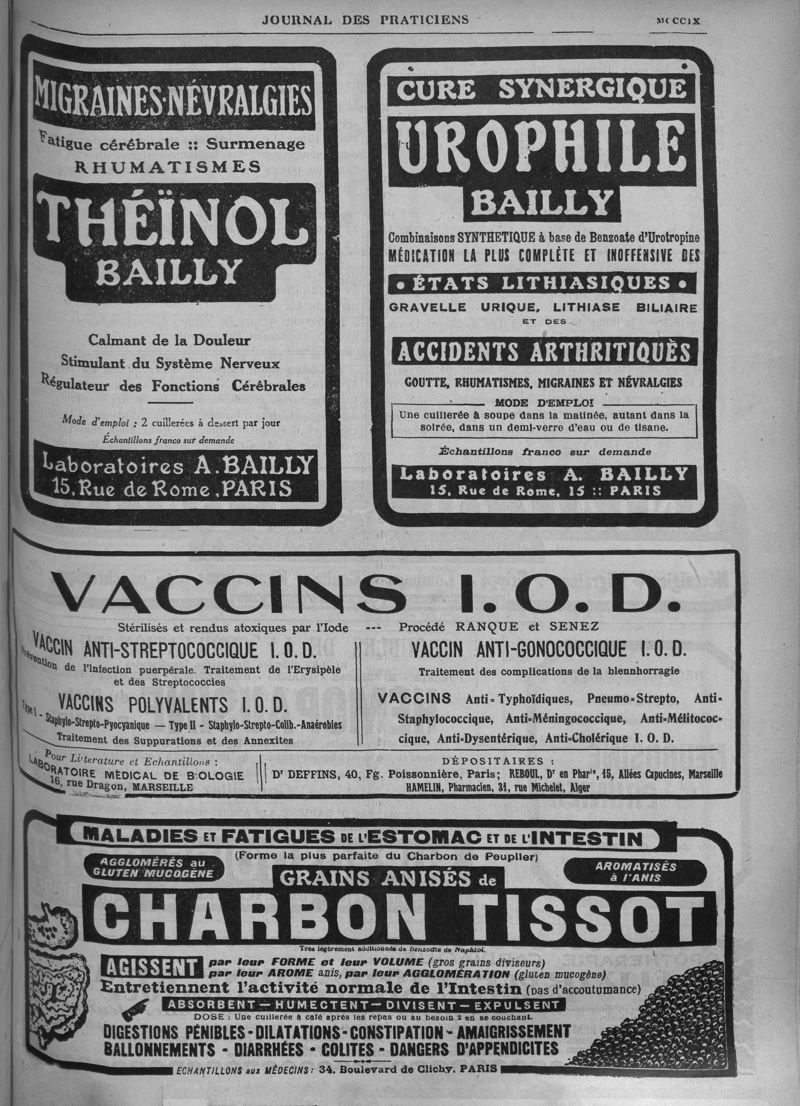 JOURNAL DES PRATICIENS
MIGRAINES-NÉVRALGIES
Fatigue cérébrale :: Surmenage
RHUMATISMES
THÉÏNOL
BAILLY
Calmant de la Douleur
Stimulant du Système Nerveux
Régulateur des Fonctions Cérébrales
Mode d'emploi : 2 cuillerées à dessert par jour
Échantillons franco sur demande
Laboratoires A. BAILLY
15, Rue de Rome, PARIS
CURE SYNERGIQUE
UROPHILE
BAILLY
Combinaisons SYNTHETIQUE à base de Benzoate d'Urotropine
MÉDICATION LA PLUS COMPLÈTE ET INOFFENSIVE DES
• ÉTATS LITHIASIQUES •
GRAVELLE URIQUE, LITHIASE BILIAIRE
ET DES
ACCIDENTS ARTHRITIQUES
GOUTTE, RHUMATISMES, MIGRAINES ET NÉVRALGIES
MODE D'EMPLOI
Une cuillerée à soupe dans la matinée, autant dans la
soirée, dans un demi-verre d'eau ou de tisane.
Échantillons franco sur demande
Laboratoires A. BAILLY
15, Rue de Rome, 15 :: PARIS
VACCINS I.O.D.
Stérilisés et rendus atoxiques par l'Iode --- Procédé RANQUE et SENEZ
VACCIN ANTI-STREPTOCOCCIQUE I.O.D.
Prévention de l'Infection puerpérale. Traitement de l'Erysipèle
et des Streptococcies
VACCINS POLYVALENTS I.O.D.
Type I - Staphylo-Strepto-Pyocyanique — Type II - Staphylo-Strepto-Colib.-Anaérobies
Traitement des Suppurations et des Annexites
VACCIN ANTI-GONOCOCCIQUE I.O.D.
Traitement des complications de la blennhorragie
VACCINS Anti-Typhoïdiques, Pneumo-Strepto, Anti-
Staphylococcique, Anti-Méningococcique, Anti-Mélitococ-
cique, Anti-Dysentérique, Anti-Cholérique I.O.D.
Pour Literature et Echantillons :
LABORATOIRE MÉDICAL DE BIOLOGIE
16, rue Dragon, MARSEILLE
DÉPOSITAIRES :
Dr DEFFINS, 40, Fg. Poissonnière, Paris; REBOUL, Dr en Phar^ie, 15, Allées Capucines, Marseille
HAMELIN, Pharmacien, 31, rue Michelet, Alger
MALADIES ET FATIGUES DE L'ESTOMAC ET DE L'INTESTIN
(Forme la plus parfaite du Charbon de Peuplier)
AGGLOMÉRÉS au
GLUTEN MUCOGÈNE
GRAINS ANISÉS de
AROMATISÉS
à l'ANIS
CHARBON TISSOT
Très légèrement additionnés de Benzoate de Naphtol.
AGISSENT par leur FORME et leur VOLUME (gros grains diviseurs)
par leur AROME anis, par leur AGGLOMÉRATION (gluten mucogène)
Entretiennent l'activité normale de l'Intestin (pas d'accoutumance)
ABSORBENT — HUMECTENT — DIVISENT — EXPULSENT
DOSE : Une cuillerée à café après les repas ou au besoin 2 en se couchant.
DIGESTIONS PÉNIBLES - DILATATIONS - CONSTIPATION - AMAIGRISSEMENT
BALLONNEMENTS - DIARRHÉES - COLITES - DANGERS D'APPENDICITES
ECHANTILLONS aux MÉDECINS : 34, Boulevard de Clichy, PARIS